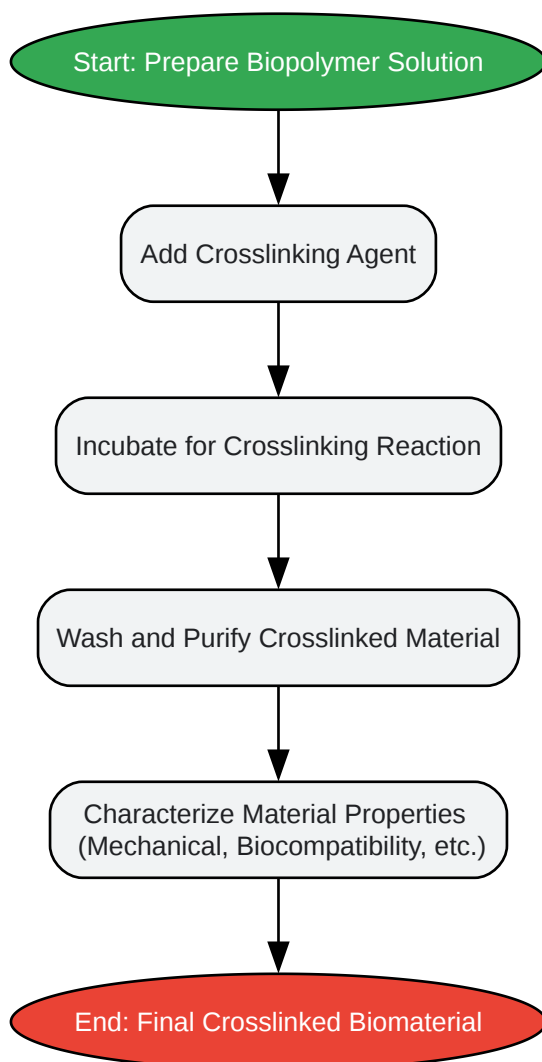 Start: Prepare Biopolymer Solution
Add Crosslinking Agent
Incubate for Crosslinking Reaction
Wash and Purify Crosslinked Material
Characterize Material Properties
(Mechanical, Biocompatibility, etc.)
End: Final Crosslinked Biomaterial